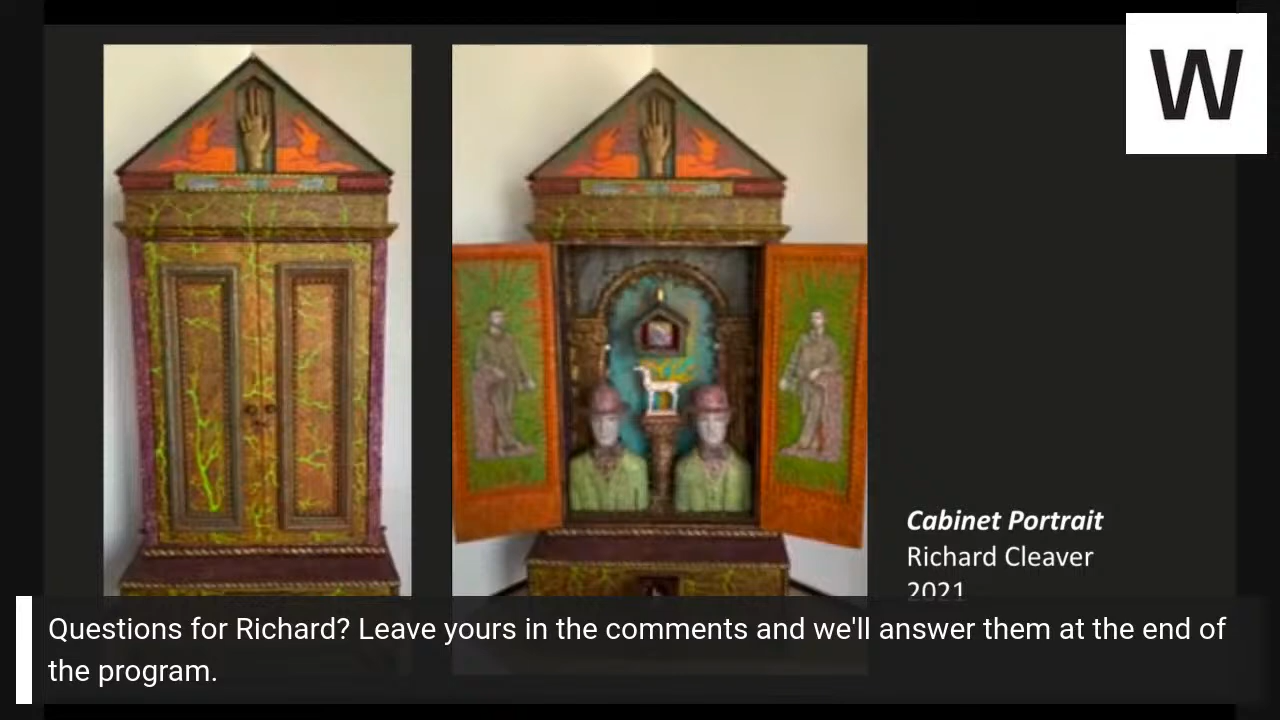 W
Cabinet Portrait
Richard Cleaver
2021
Questions for Richard? Leave yours in the comments and we'll answer them at the end of
the program.